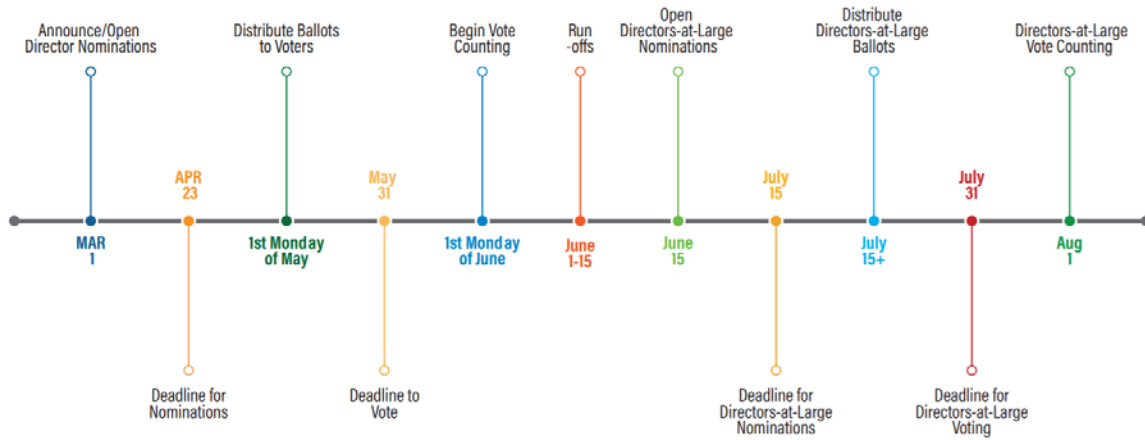 Announce/Open
Director Nominations
Distribute Ballots
to Voters
Begin Vote
Counting
Run
-offs
Open
Directors-at-Large
Nominations
Distribute
Directors-at-Large
Ballots
Directors-at-Large
Vote Counting
APR
23
May
31
July
15
July
31
MAR
1
1st Monday
of May
1st Monday
of June
June
1-15
June
15
July
15+
Aug
1
Deadline for
Nominations
Deadline to
Vote
Deadline for
Directors-at-Large
Nominations
Deadline for
Directors-at-Large
Voting